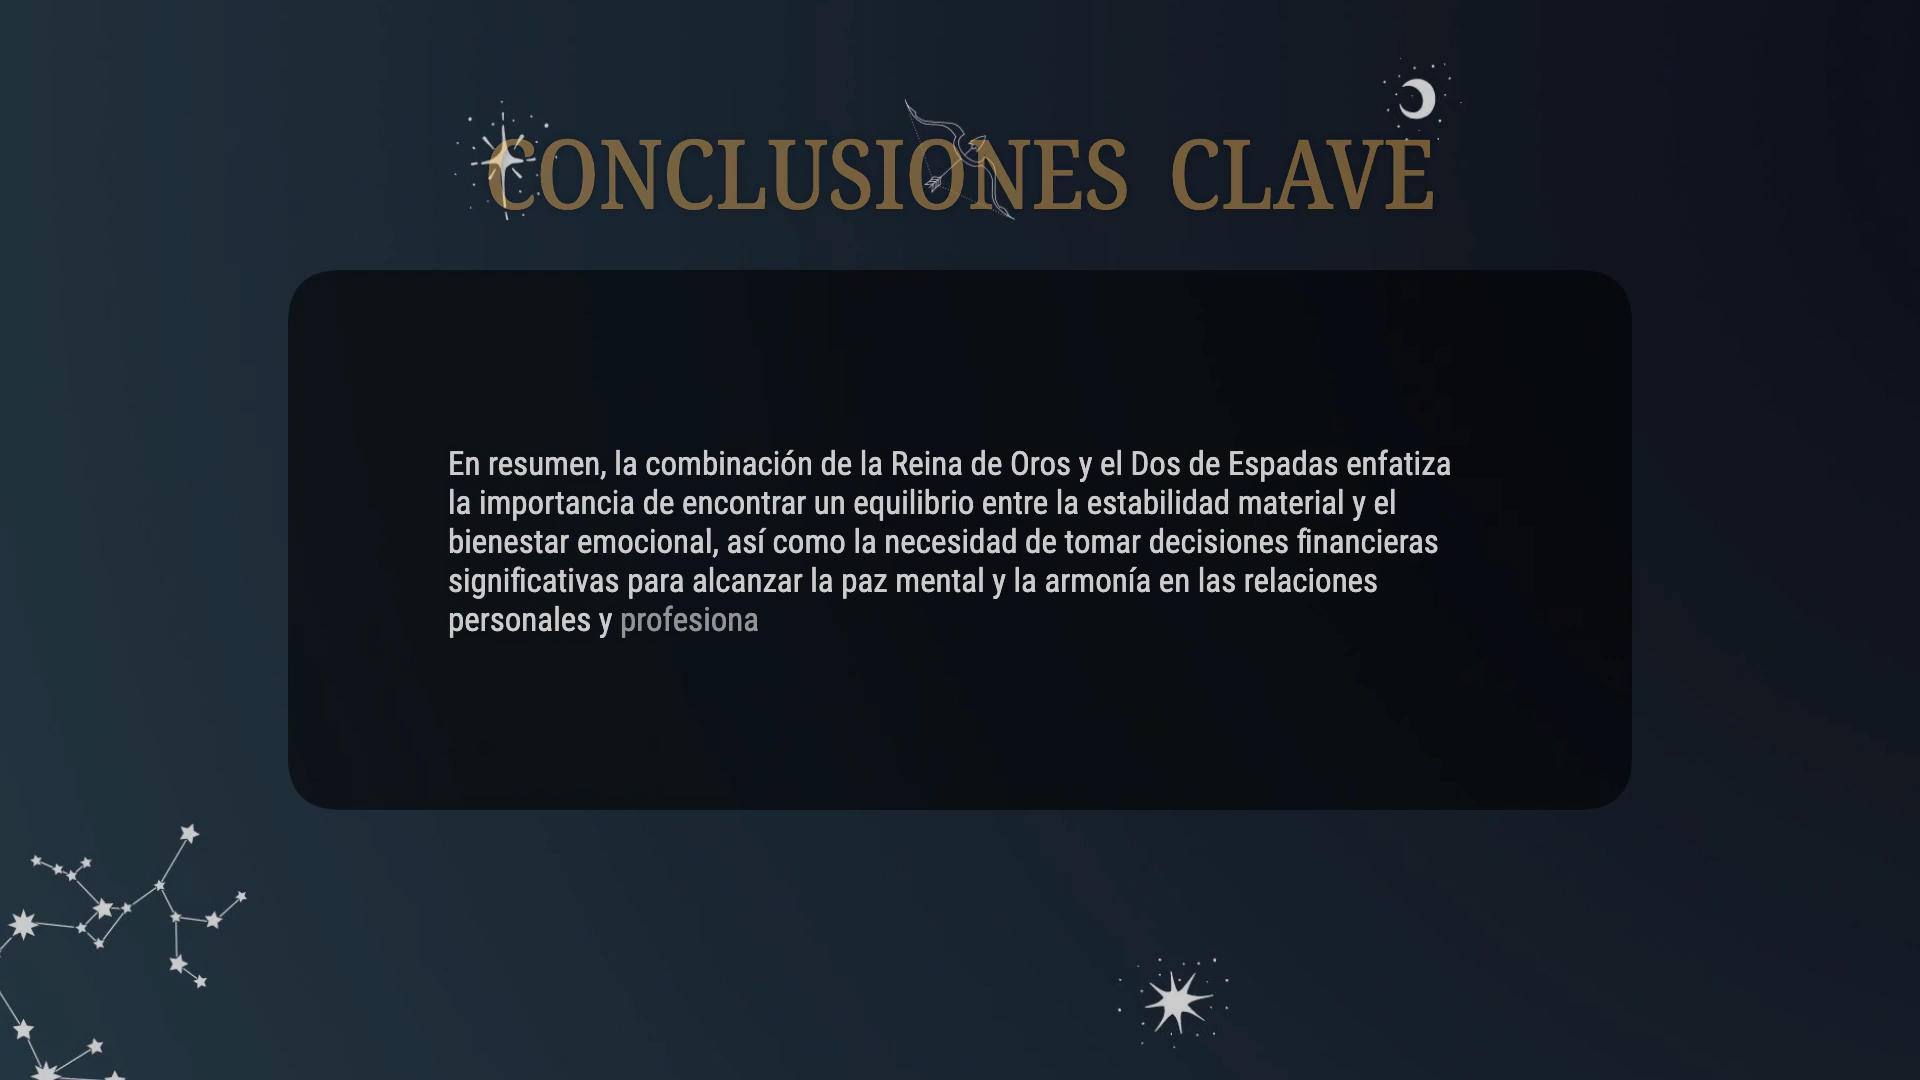 CONCLUSIONES CLAVE
En resumen, la combinación de la Reina de Oros y el Dos de Espadas enfatiza
la importancia de encontrar un equilibrio entre la estabilidad material y el
bienestar emocional, así como la necesidad de tomar decisiones financieras
significativas para alcanzar la paz mental y la armonía en las relaciones
personales y profesiona